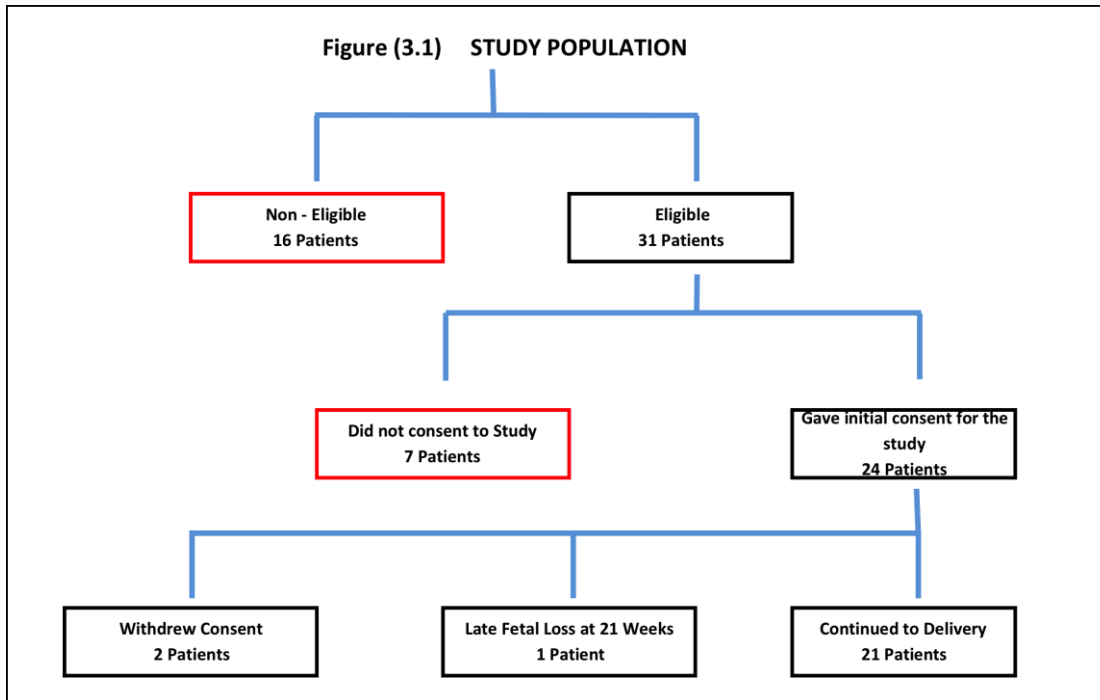 Figure (3.1) STUDY POPULATION
Non - Eligible
16 Patients
Eligible
31 Patients
Did not consent to Study
7 Patients
Gave initial consent for the
study
24 Patients
Withdrew Consent
2 Patients
Late Fetal Loss at 21 Weeks
1 Patient
Continued to Delivery
21 Patients